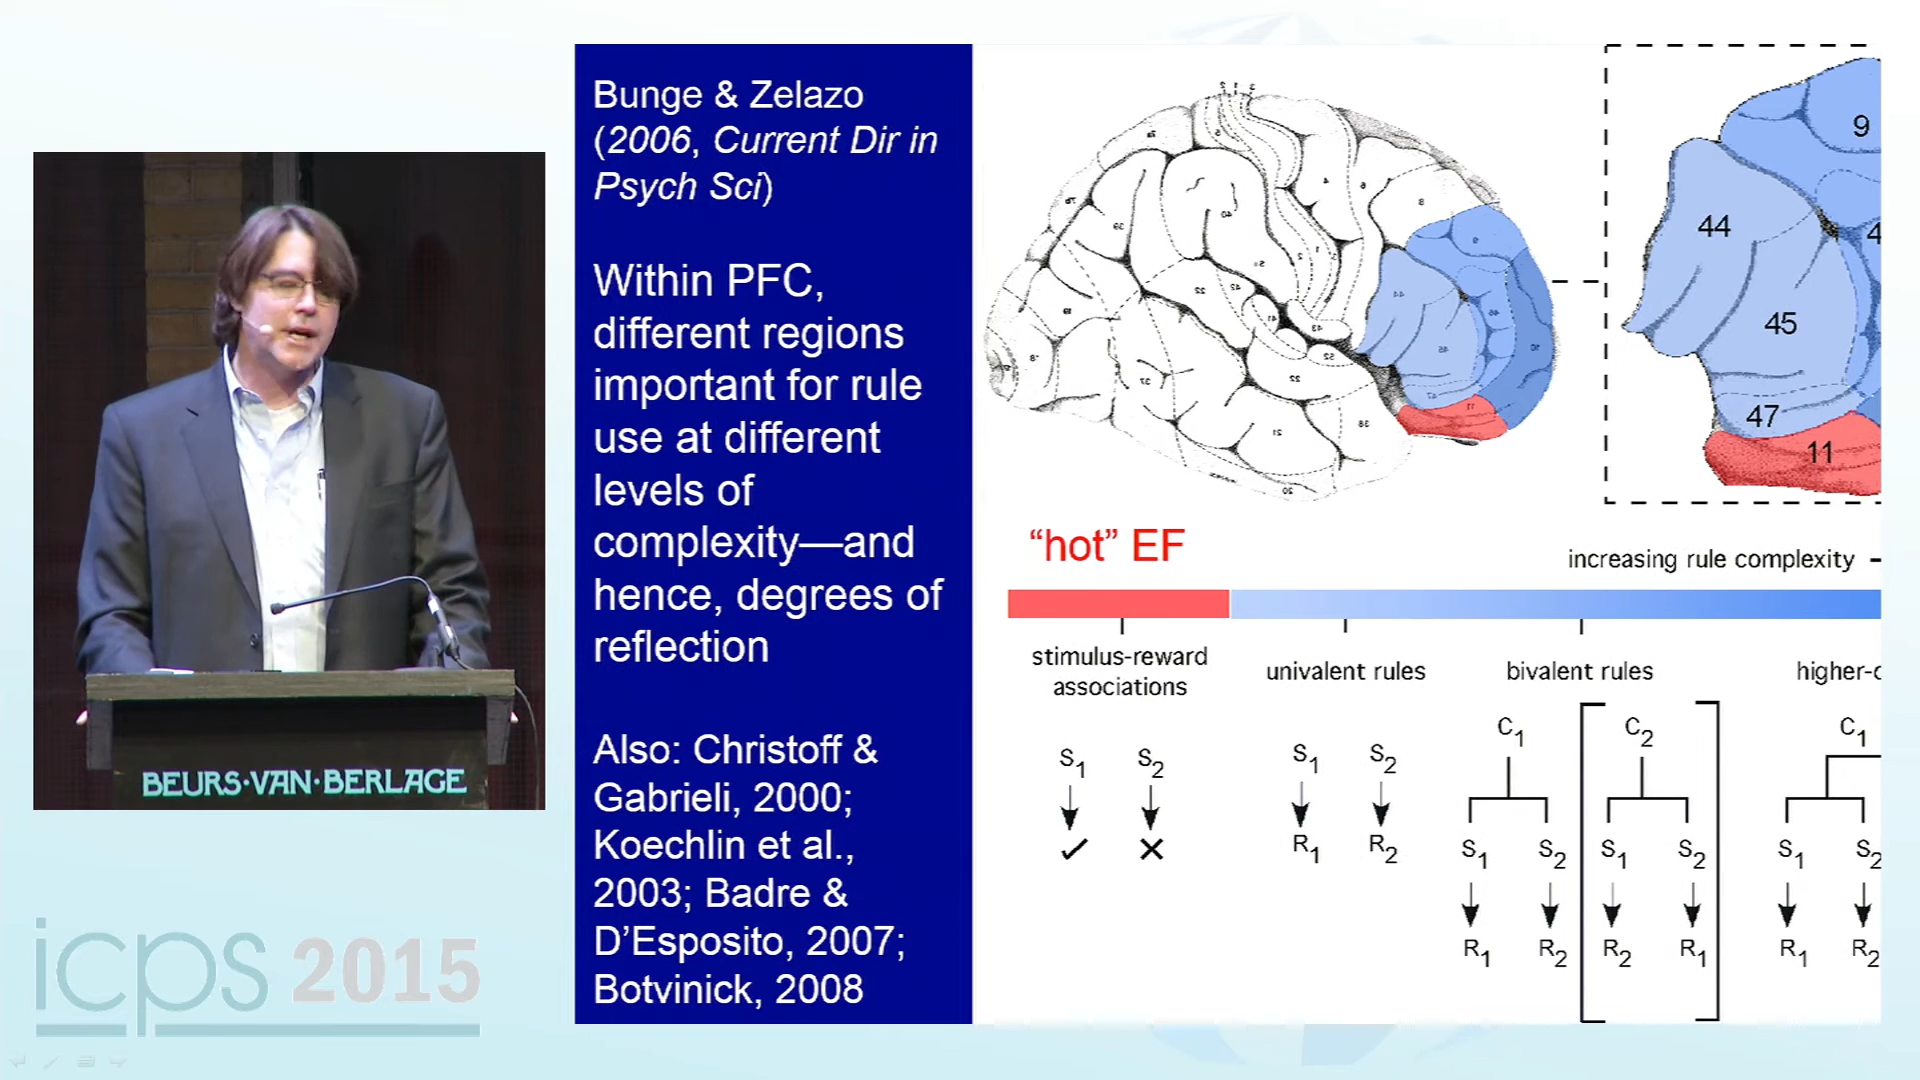 BEURS·VAN·BERLAGE
icps 2015
Bunge & Zelazo
(2006, Current Dir in
Psych Sci)
Within PFC,
different regions
important for rule
use at different
levels of
complexity—and
hence, degrees of
reflection
Also: Christoff &
Gabrieli, 2000;
Koechlin et al.,
2003; Badre &
D’Esposito, 2007;
Botvinick, 2008
9
44
4
45
47
11
“hot” EF
increasing rule complexity
stimulus-reward
associations
univalent rules
bivalent rules
C1 C2 C1
S1 S2 S1 S2
R1 R2
S1 S2 S1 S2 S1 S2
R1 R2 R2 R1 R1 R2